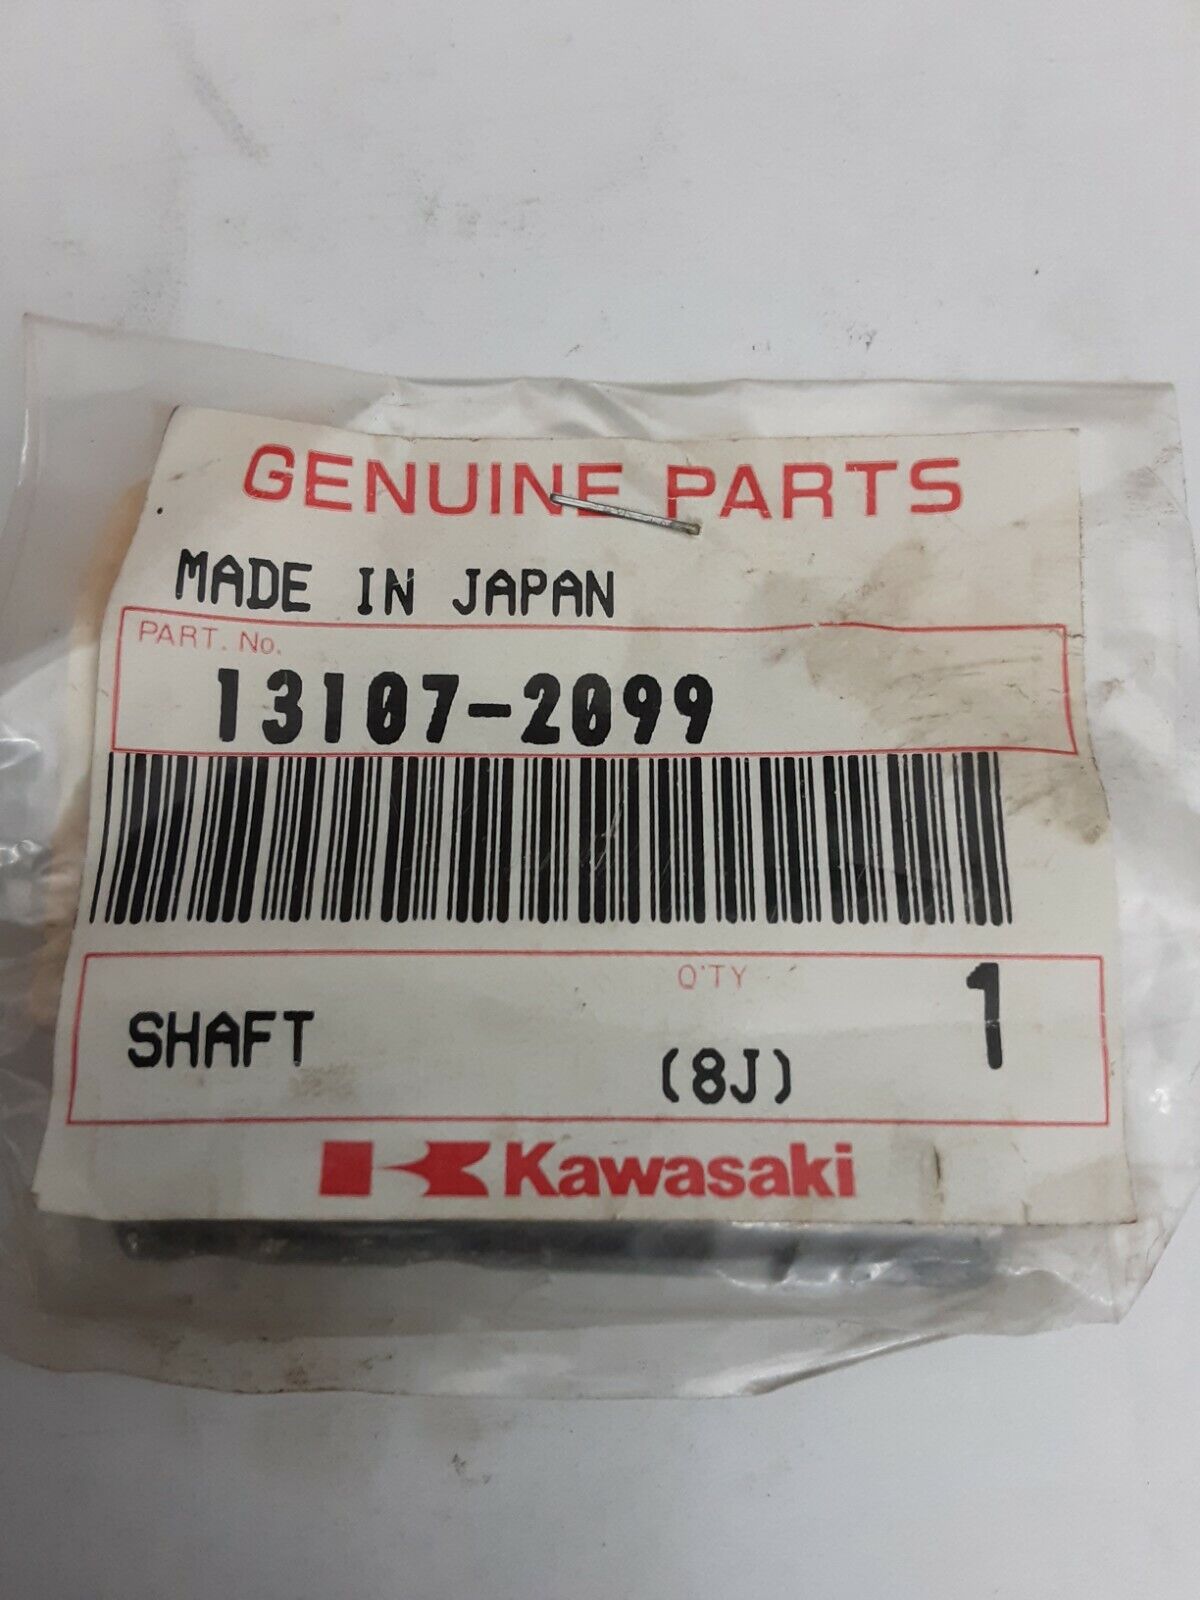 GENUINE PARTS
MADE IN JAPAN
PART. No.
13107-2099
Q'TY 1
SHAFT (8J)
Kawasaki